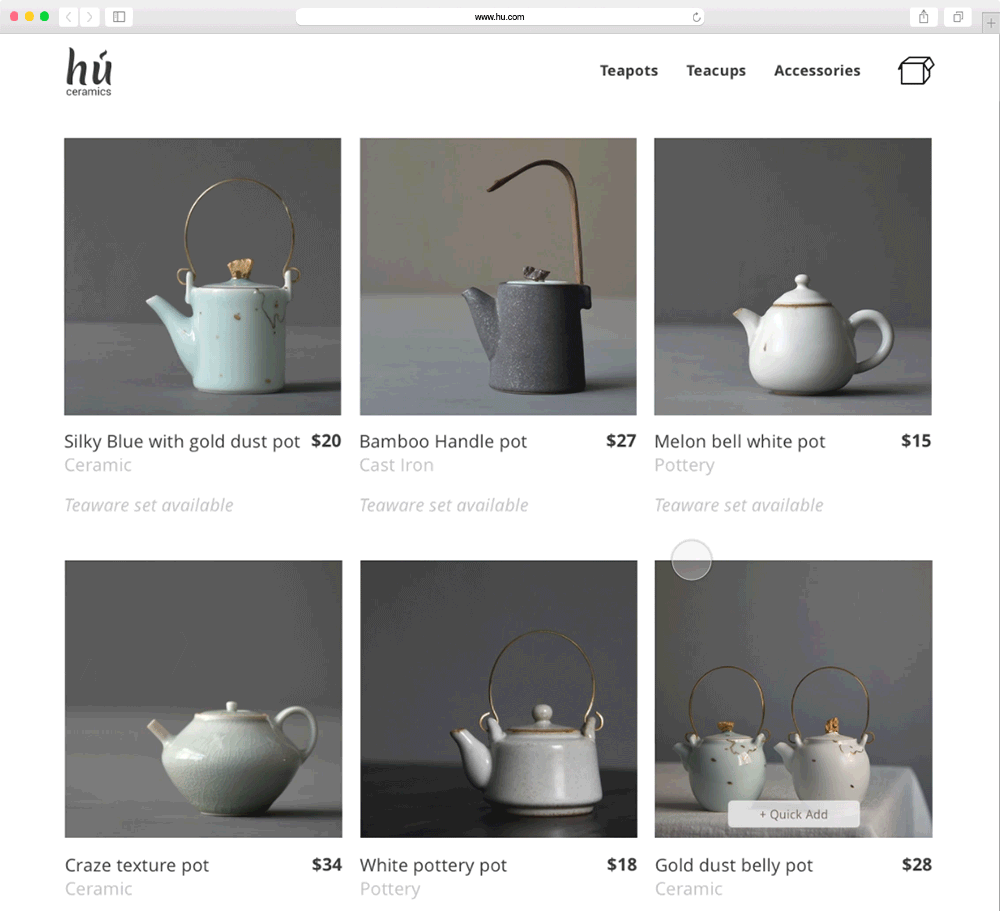 www.hu.com
hú
ceramics
Teapots Teacups Accessories
Silky Blue with gold dust pot $20
Ceramic
Teaware set available
Bamboo Handle pot $27
Cast Iron
Teaware set available
Melon bell white pot $15
Pottery
Teaware set available
+ Quick Add
Craze texture pot $34
Ceramic
White pottery pot $18
Pottery
Gold dust belly pot $28
Ceramic